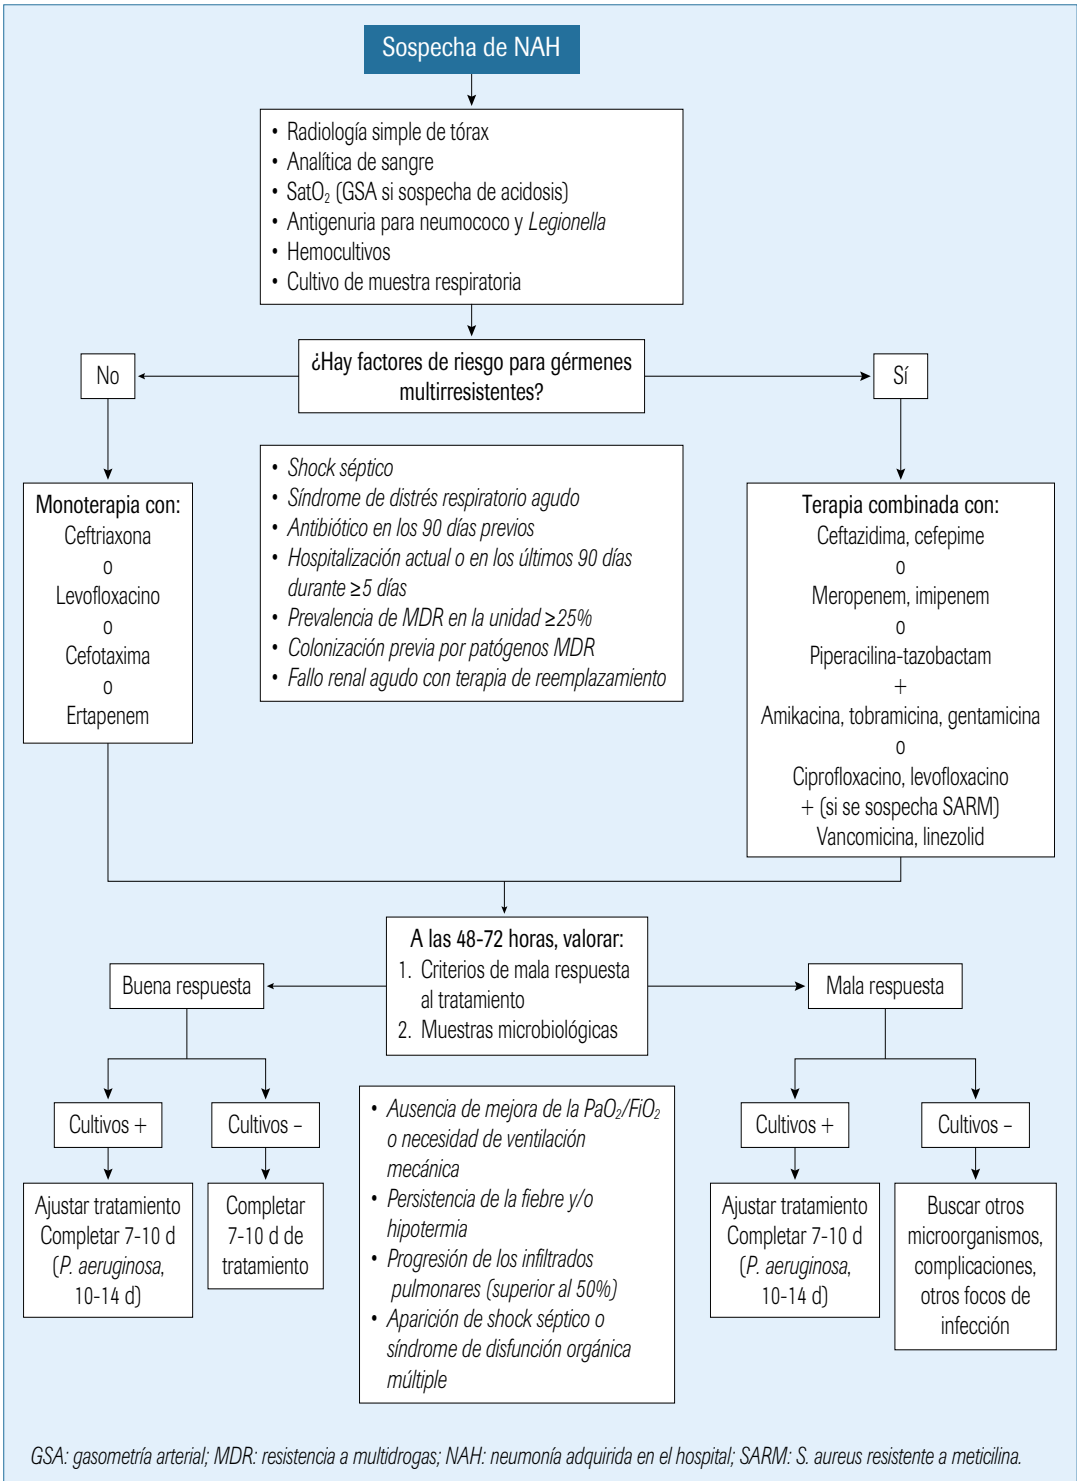 Sospecha de NAH
• Radiología simple de tórax
• Analítica de sangre
• SatO₂ (GSA si sospecha de acidosis)
• Antigenuria para neumococo y Legionella
• Hemocultivos
• Cultivo de muestra respiratoria
¿Hay factores de riesgo para gérmenes
multirresistentes?
No
Sí
• Shock séptico
• Síndrome de distrés respiratorio agudo
• Antibiótico en los 90 días previos
• Hospitalización actual o en los últimos 90 días
durante ≥5 días
• Prevalencia de MDR en la unidad ≥25%
• Colonización previa por patógenos MDR
• Fallo renal agudo con terapia de reemplazamiento
Monoterapia con:
Ceftriaxona
o
Levofloxacino
o
Cefotaxima
o
Ertapenem
Terapia combinada con:
Ceftazidima, cefepime
o
Meropenem, imipenem
o
Piperacilina-tazobactam
+
Amikacina, tobramicina, gentamicina
o
Ciprofloxacino, levofloxacino
+ (si se sospecha SARM)
Vancomicina, linezolid
A las 48-72 horas, valorar:
1. Criterios de mala respuesta
al tratamiento
2. Muestras microbiológicas
Buena respuesta
Mala respuesta
Cultivos +
Cultivos –
Ajustar tratamiento
Completar 7-10 d
(P. aeruginosa,
10-14 d)
Completar
7-10 d de
tratamiento
• Ausencia de mejora de la PaO₂/FiO₂
o necesidad de ventilación
mecánica
• Persistencia de la fiebre y/o
hipotermia
• Progresión de los infiltrados
pulmonares (superior al 50%)
• Aparición de shock séptico o
síndrome de disfunción orgánica
múltiple
Cultivos +
Cultivos –
Ajustar tratamiento
Completar 7-10 d
(P. aeruginosa,
10-14 d)
Buscar otros
microorganismos,
complicaciones,
otros focos de
infección
GSA: gasometría arterial; MDR: resistencia a multidrogas; NAH: neumonía adquirida en el hospital; SARM: S. aureus resistente a meticilina.